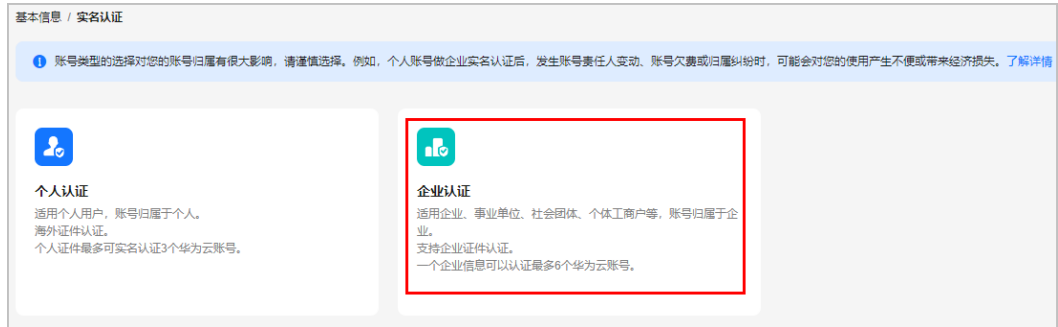 基本信息 / 实名认证
账号类型的选择对您的账号归属有很大影响，请谨慎选择。例如，个人账号做企业实名认证后，发生账号责任人变动、账号欠费或归属纠纷时，可能会对您的使用产生不便或带来经济损失。了解详情
个人认证
适用个人用户，账号归属于个人。
海外证件认证。
个人证件最多可实名认证3个华为云账号。
企业认证
适用企业、事业单位、社会团体、个体工商户等，账号归属于企
业。
支持企业证件认证。
一个企业信息可以认证最多6个华为云账号。